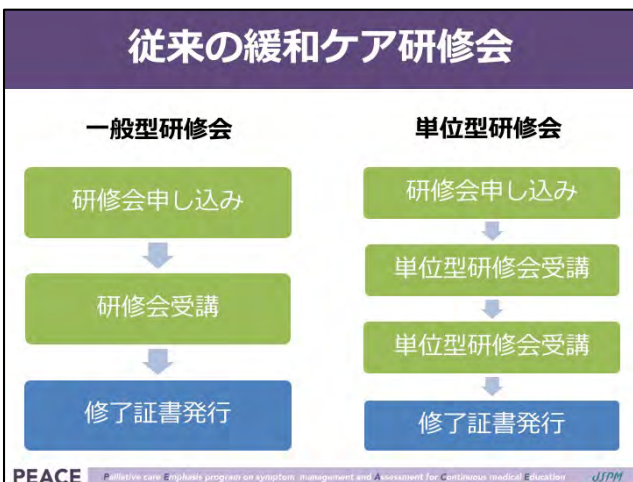 従来の緩和ケア研修会
一般型研修会
研修会申し込み
研修会受講
修了証書発行
単位型研修会
研修会申し込み
単位型研修会受講
単位型研修会受講
修了証書発行
PEACE Palliative care Emphasis program on symptom management and Assessment for Continuous medical Education JSPM